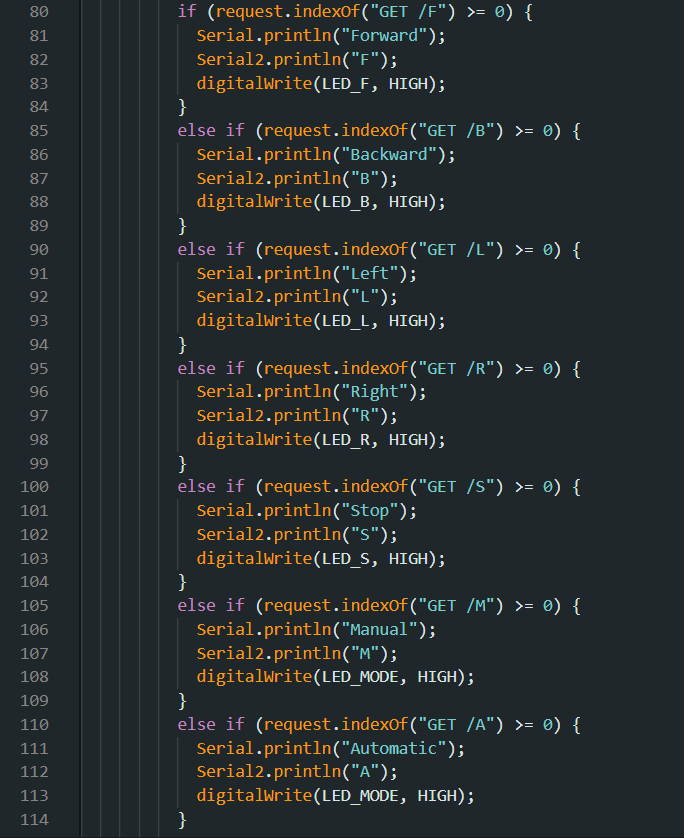 80 if (request.indexOf("GET /F") >= 0) {
81 Serial.println("Forward");
82 Serial2.println("F");
83 digitalWrite(LED_F, HIGH);
84 }
85 else if (request.indexOf("GET /B") >= 0) {
86 Serial.println("Backward");
87 Serial2.println("B");
88 digitalWrite(LED_B, HIGH);
89 }
90 else if (request.indexOf("GET /L") >= 0) {
91 Serial.println("Left");
92 Serial2.println("L");
93 digitalWrite(LED_L, HIGH);
94 }
95 else if (request.indexOf("GET /R") >= 0) {
96 Serial.println("Right");
97 Serial2.println("R");
98 digitalWrite(LED_R, HIGH);
99 }
100 else if (request.indexOf("GET /S") >= 0) {
101 Serial.println("Stop");
102 Serial2.println("S");
103 digitalWrite(LED_S, HIGH);
104 }
105 else if (request.indexOf("GET /M") >= 0) {
106 Serial.println("Manual");
107 Serial2.println("M");
108 digitalWrite(LED_MODE, HIGH);
109 }
110 else if (request.indexOf("GET /A") >= 0) {
111 Serial.println("Automatic");
112 Serial2.println("A");
113 digitalWrite(LED_MODE, HIGH);
114 }